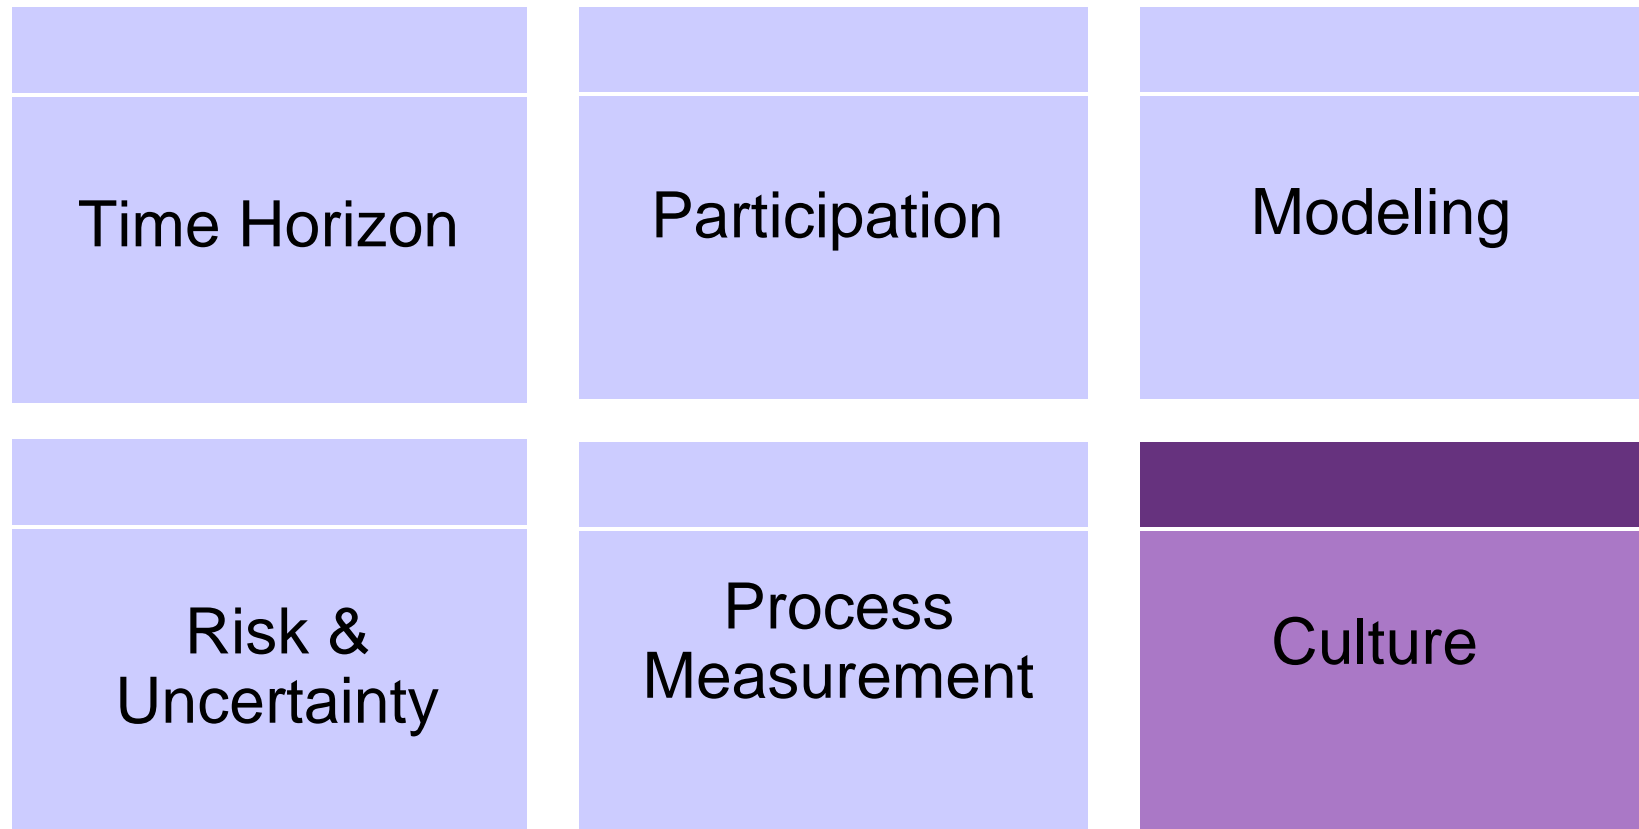 Time Horizon
Participation
Modeling
Risk &
Uncertainty
Process
Measurement
Culture